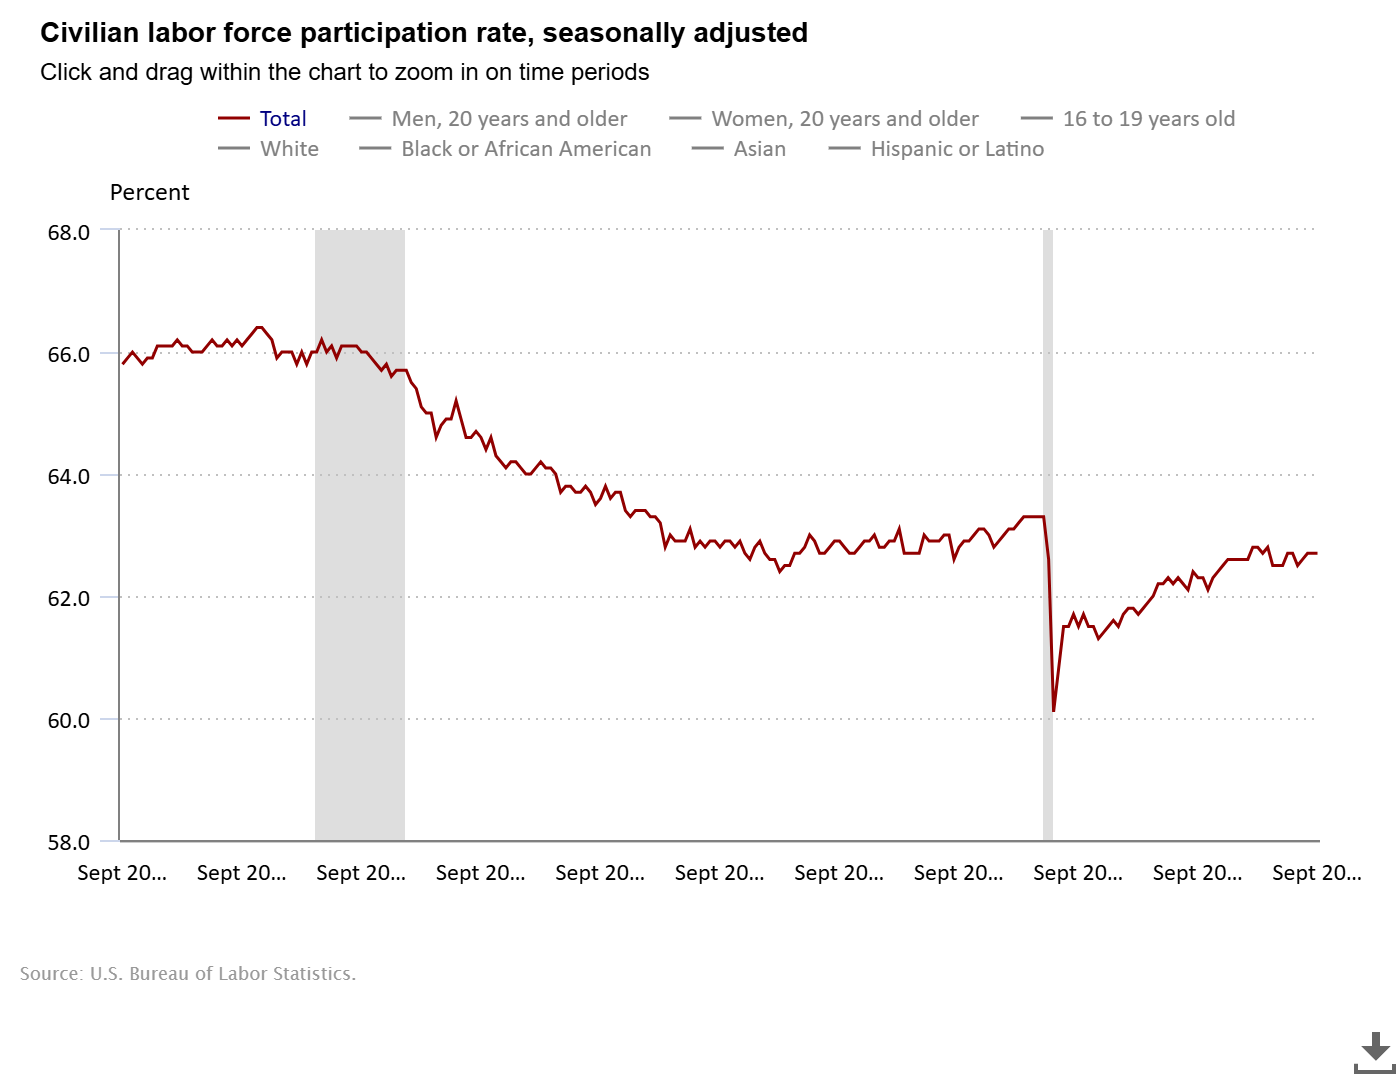 Civilian labor force participation rate, seasonally adjusted
Click and drag within the chart to zoom in on time periods
Total Men, 20 years and older Women, 20 years and older 16 to 19 years old
White Black or African American Asian Hispanic or Latino
Percent
68.0
66.0
64.0
62.0
60.0
58.0
Sept 20... Sept 20... Sept 20... Sept 20... Sept 20... Sept 20... Sept 20... Sept 20... Sept 20... Sept 20... Sept 20...
Source: U.S. Bureau of Labor Statistics.